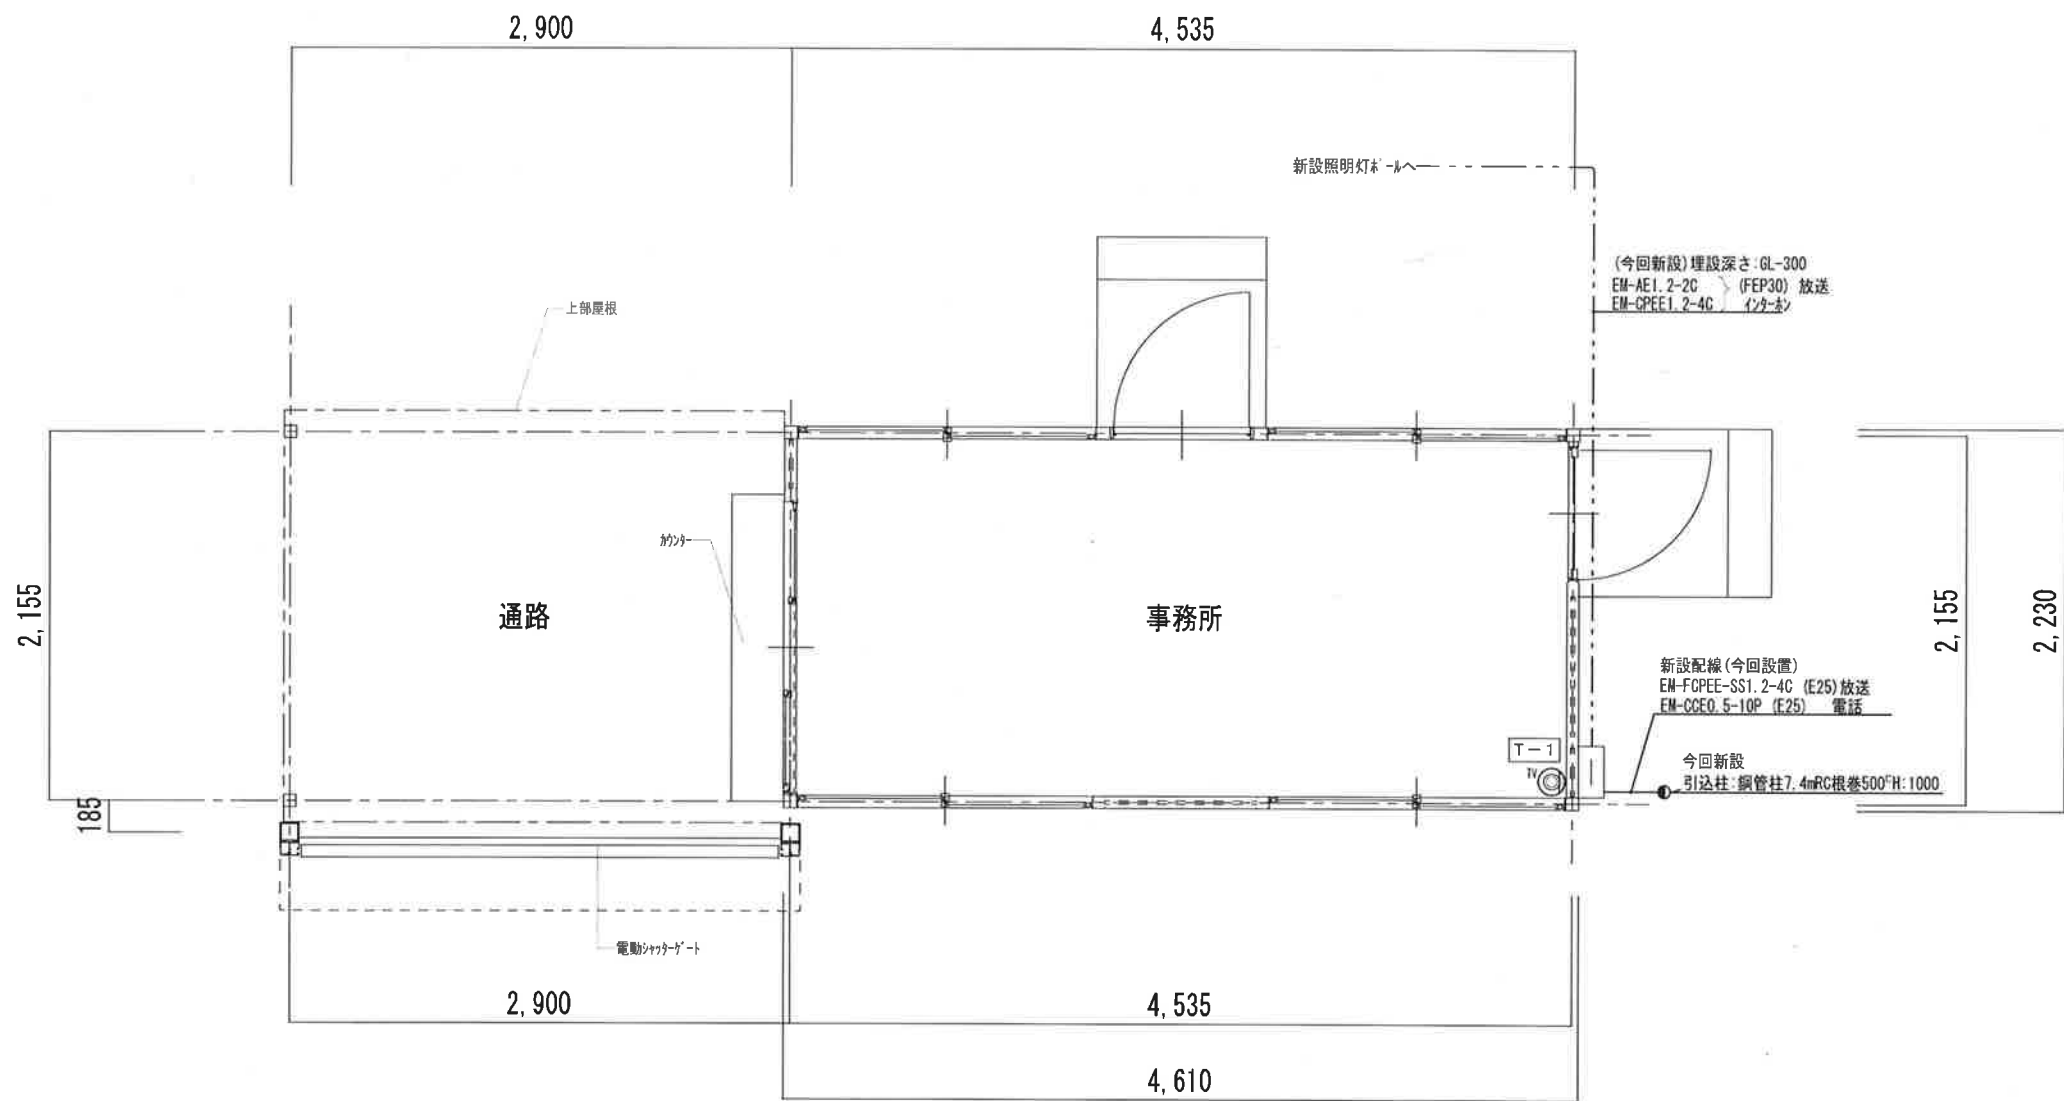 2,900
4,535
新設照明灯ﾎﾟｰﾙへ
(今回新設)埋設深さ:GL-300
EM-AE1.2-2C (FEP30) 放送
EM-CPEE1.2-4C ｲﾝﾀｰﾎﾝ
上部屋根
ｶｳﾝﾀｰ
2,155
通路
事務所
2,155
2,230
新設配線(今回設置)
EM-FCPEE-SS1.2-4C (E25)放送
EM-CCE0.5-10P (E25) 電話
T-1
TV
今回新設
引込柱:鋼管柱7.4mRC根巻500□H:1000
185
電動ｼｬｯﾀｰｹﾞｰﾄ
2,900
4,535
4,610